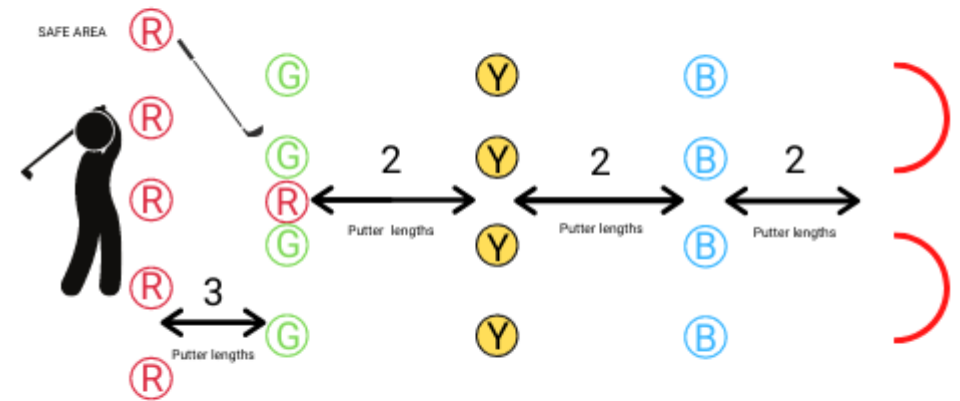 SAFE AREA R
G Y B
R
G Y B
2 2 2
R R
Putter lengths Putter lengths Putter lengths
G Y B
R
3
G Y B
Putter lengths
R